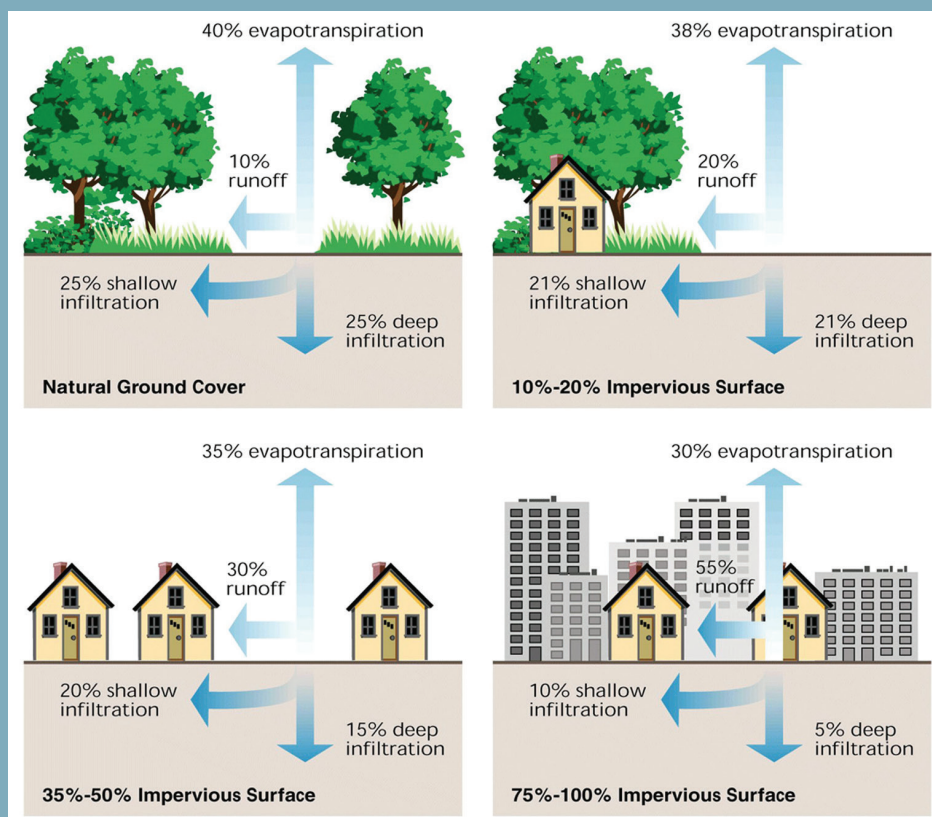 40% evapotranspiration
10%
runoff
25% shallow
infiltration
25% deep
infiltration
Natural Ground Cover
38% evapotranspiration
20%
runoff
21% shallow
infiltration
21% deep
infiltration
10%-20% Impervious Surface
35% evapotranspiration
30%
runoff
20% shallow
infiltration
15% deep
infiltration
35%-50% Impervious Surface
30% evapotranspiration
55%
runoff
10% shallow
infiltration
5% deep
infiltration
75%-100% Impervious Surface